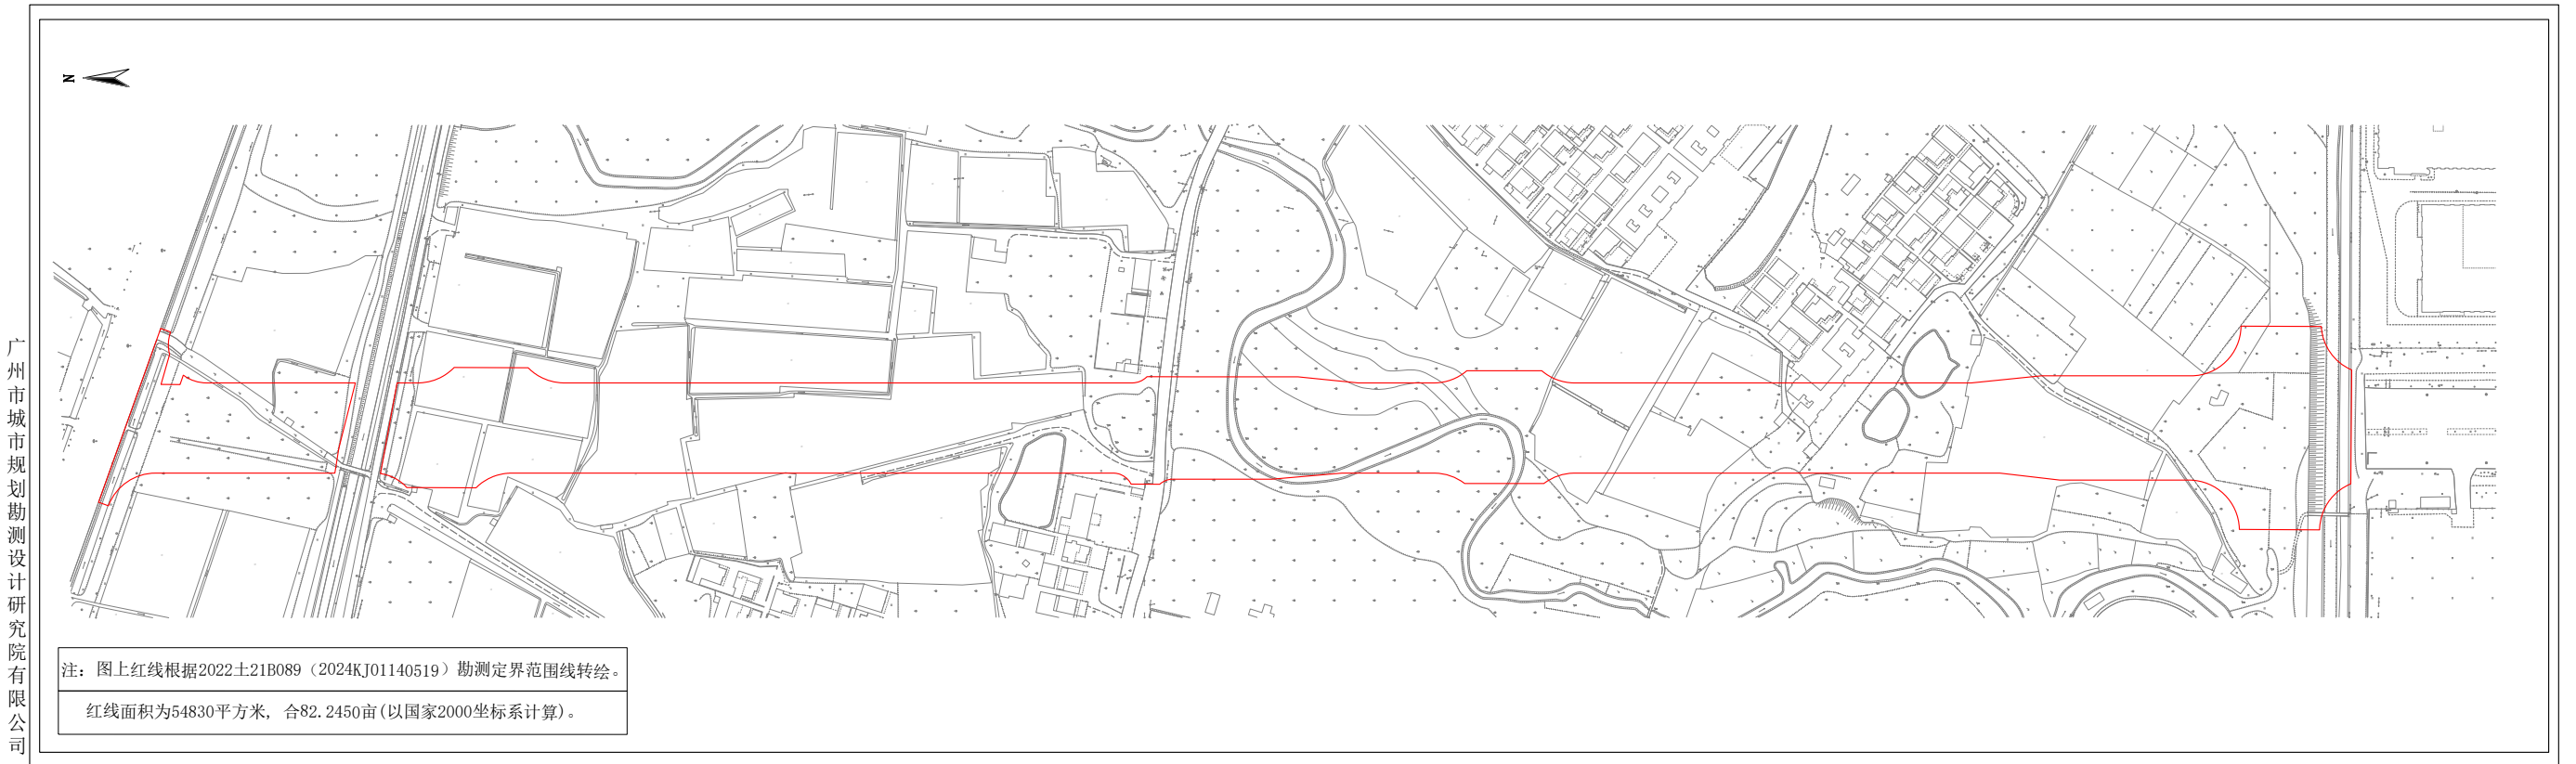 N
广州市城市规划勘测设计研究院有限公司
注：图上红线根据2022土21B089（2024KJ01140519）勘测定界范围线转绘。
红线面积为54830平方米，合82.2450亩(以国家2000坐标系计算)。